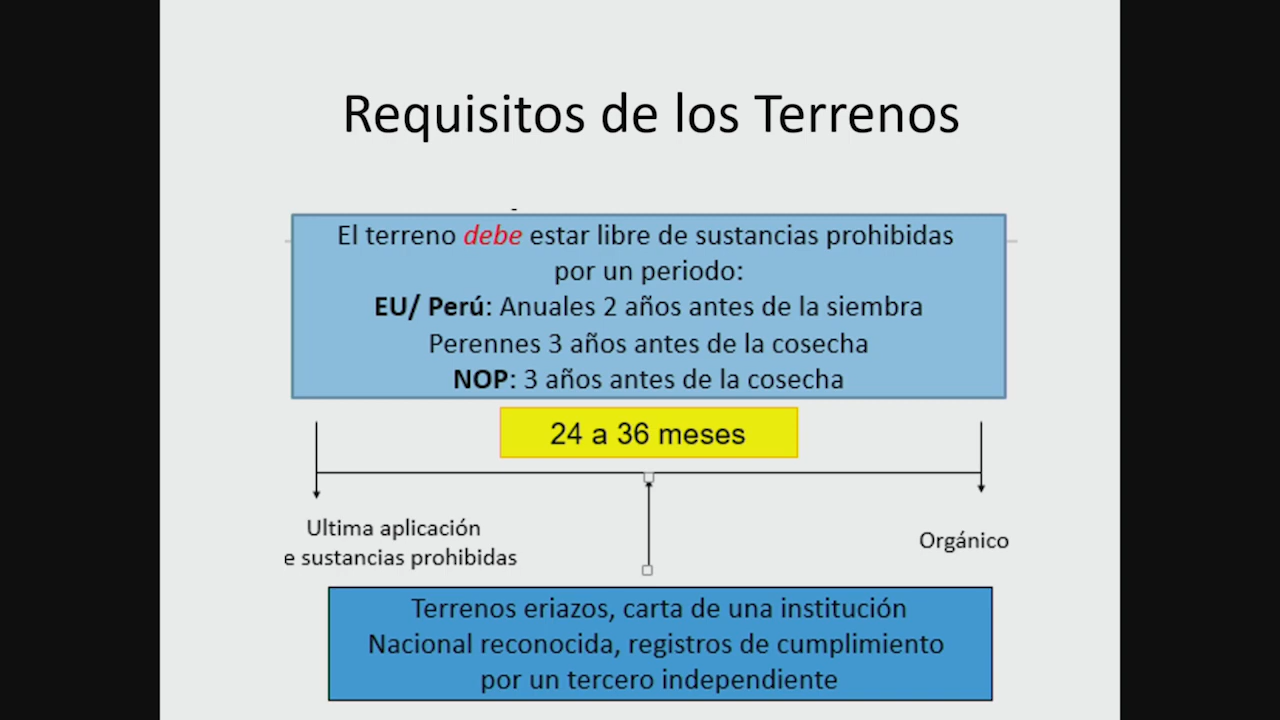 Requisitos de los Terrenos
El terreno debe estar libre de sustancias prohibidas
por un periodo:
EU/ Perú: Anuales 2 años antes de la siembra
Perennes 3 años antes de la cosecha
NOP: 3 años antes de la cosecha
24 a 36 meses
Ultima aplicación
e sustancias prohibidas
Orgánico
Terrenos eriazos, carta de una institución
Nacional reconocida, registros de cumplimiento
por un tercero independiente